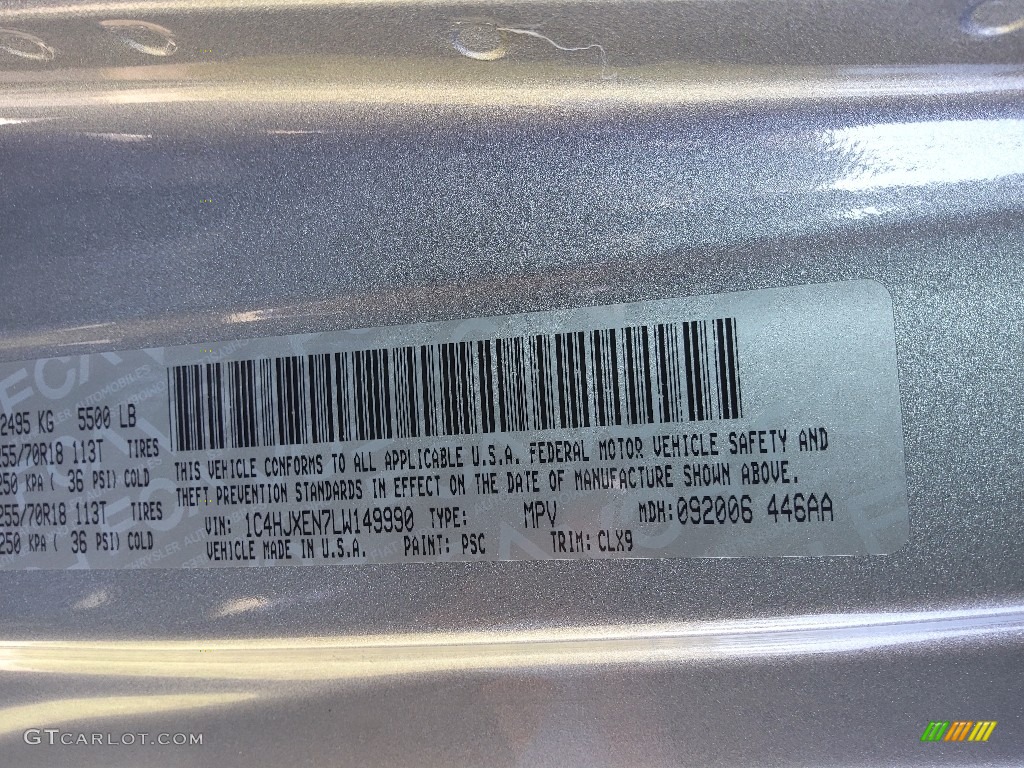 2495 KG 5500 LB
255/70R18 113T TIRES
250 KPA ( 36 PSI) COLD
255/70R18 113T TIRES
250 KPA ( 36 PSI) COLD
THIS VEHICLE CONFORMS TO ALL APPLICABLE U.S.A. FEDERAL MOTOR VEHICLE SAFETY AND
THEFT PREVENTION STANDARDS IN EFFECT ON THE DATE OF MANUFACTURE SHOWN ABOVE.
VIN: 1C4HJXEN7LW149990 TYPE: MPV MDH:092006 446AA
VEHICLE MADE IN U.S.A. PAINT: PSC TRIM: CLX9
GTCARLOT.COM